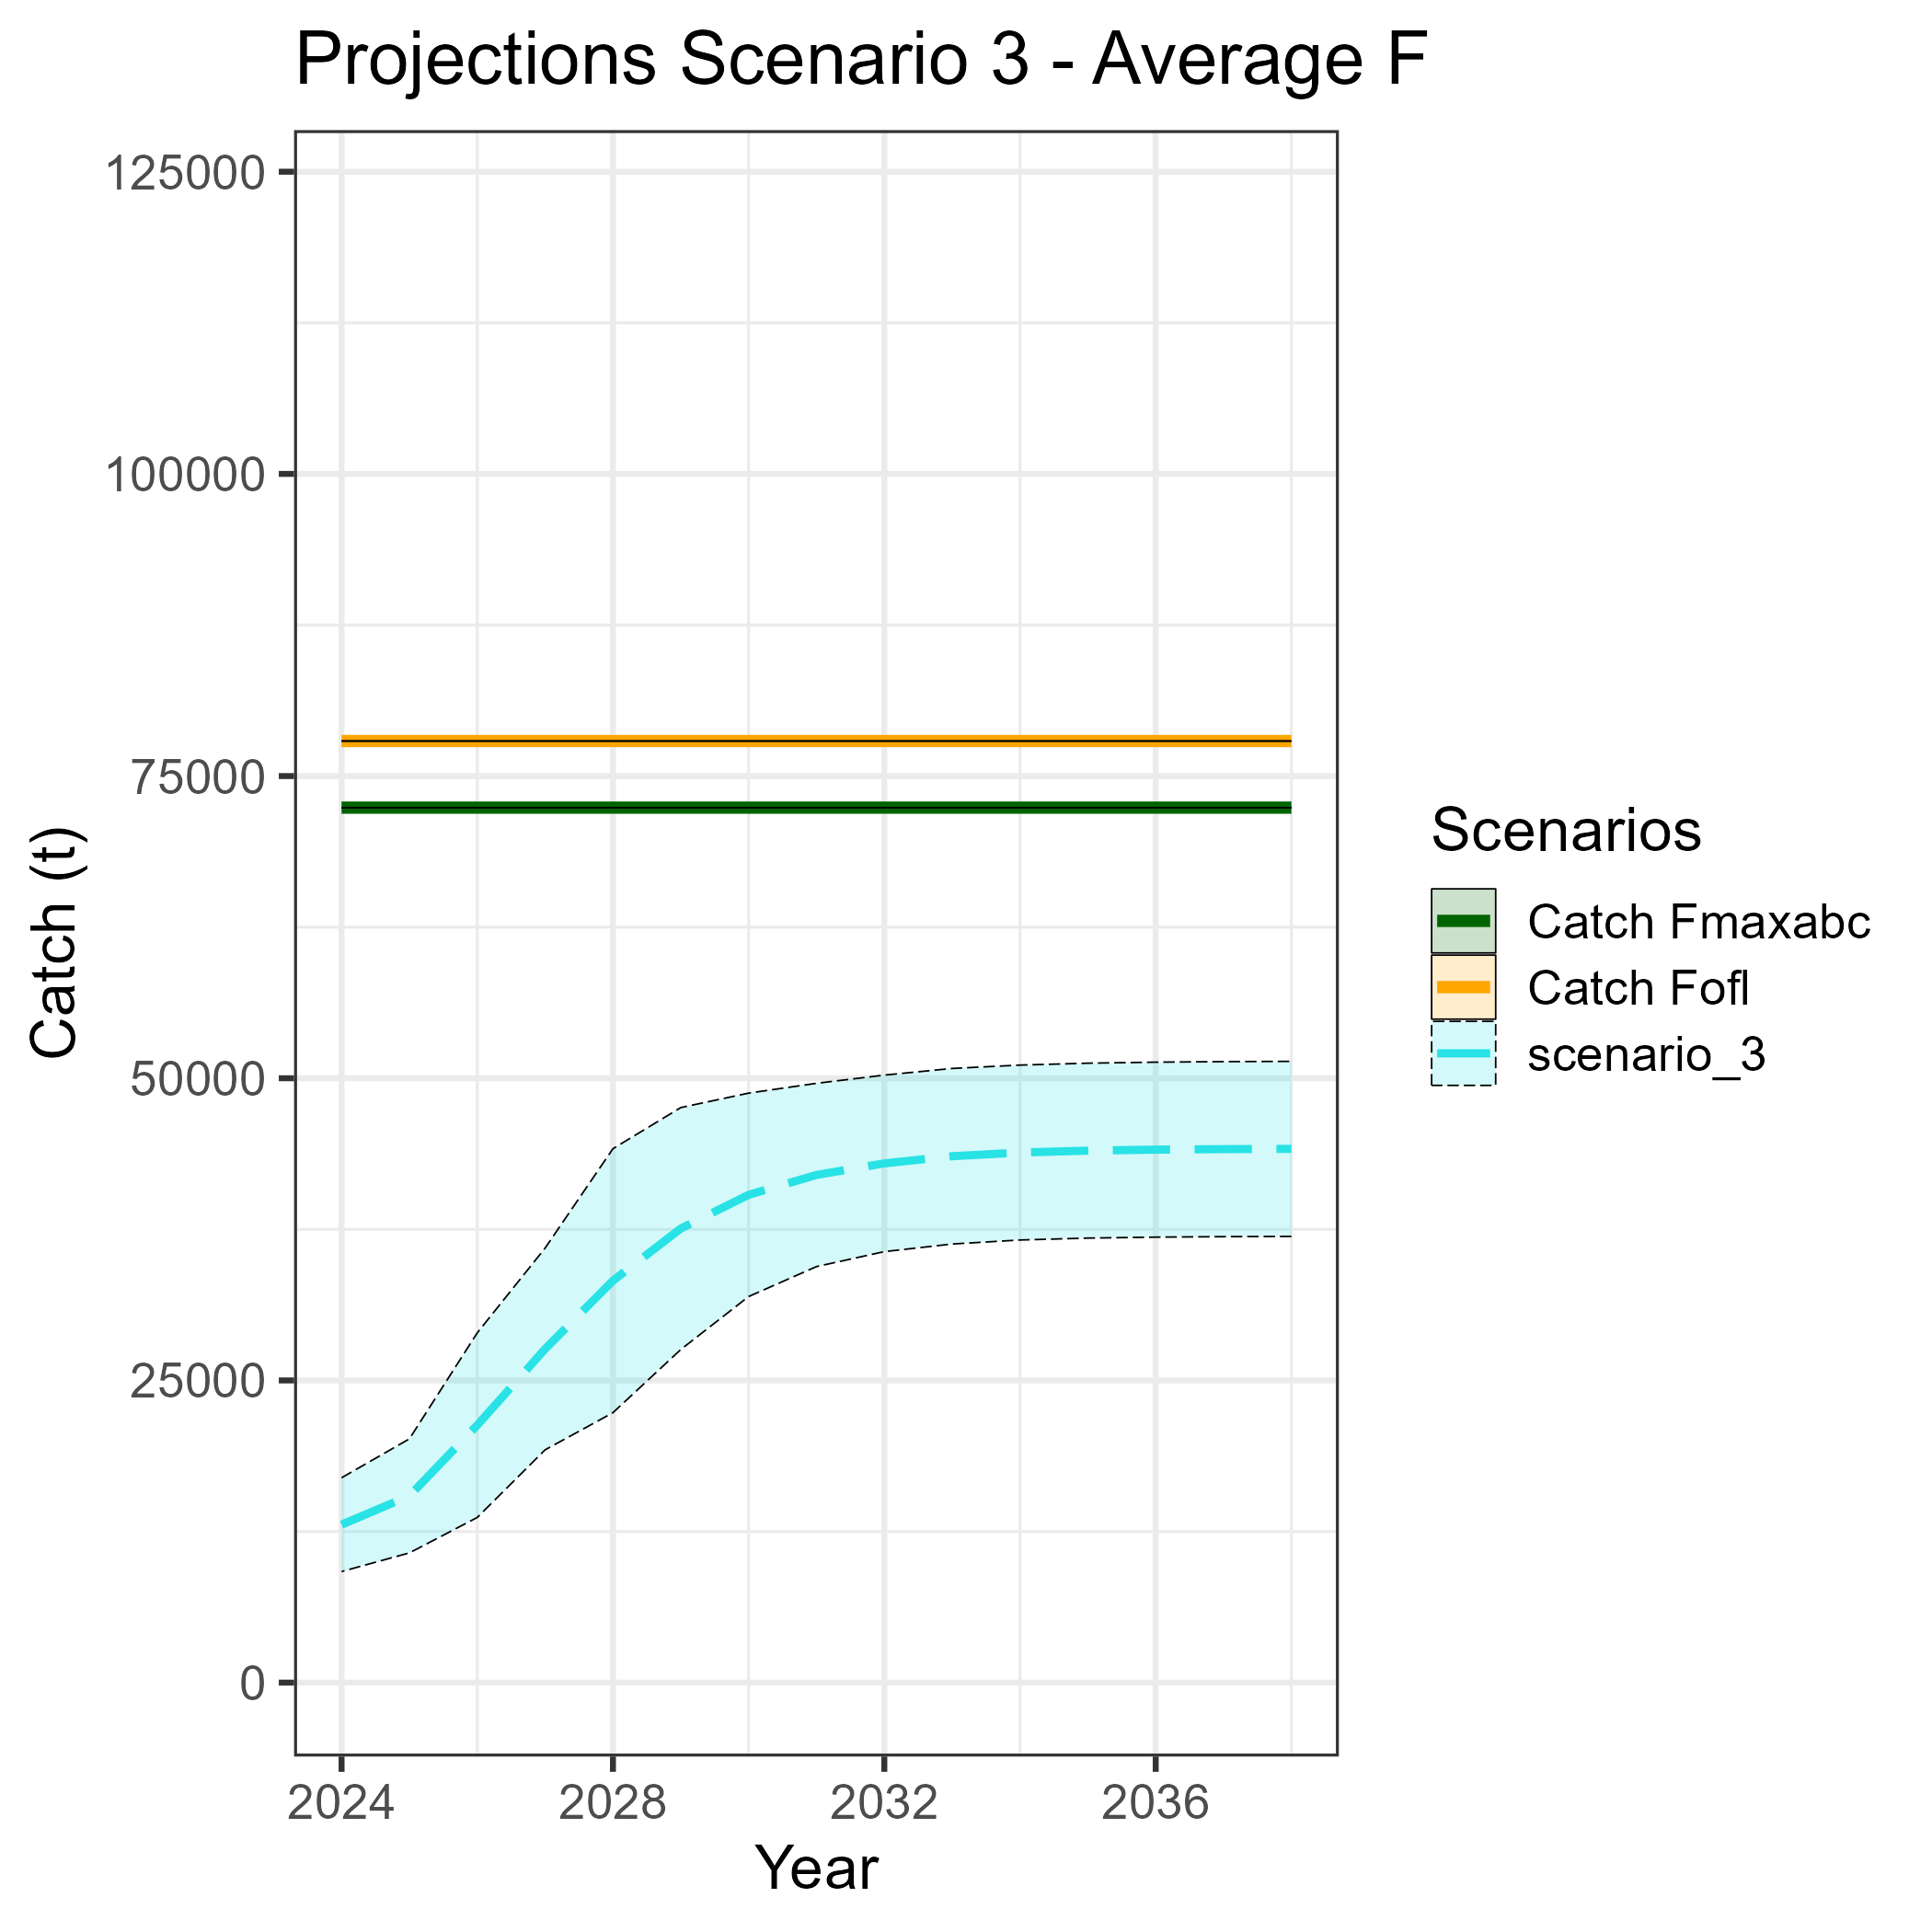 Projections Scenario 3 - Average F
125000
100000
75000
50000
25000
0
Catch (t)
2024 2028 2032 2036
Year
Scenarios
Catch Fmaxabc
Catch Fofl
scenario_3